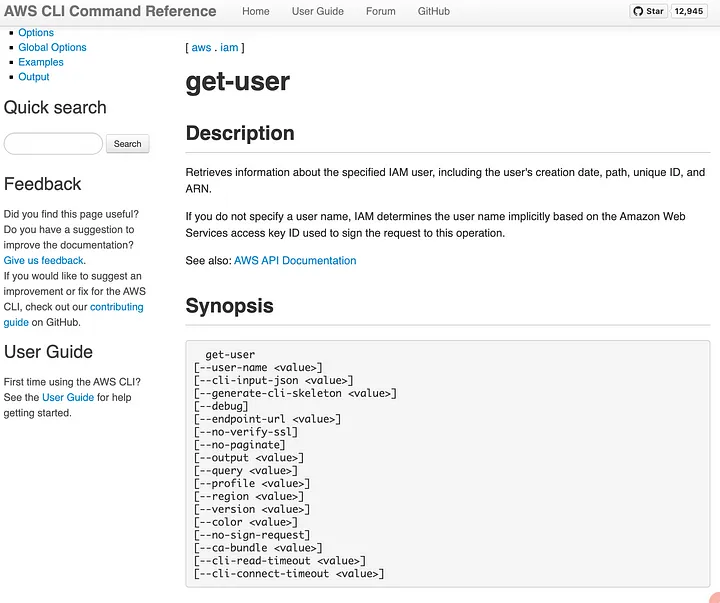 AWS CLI Command Reference
Home
User Guide
Forum
GitHub
Star
12,945
Options
Global Options
Examples
Output
Quick search
Search
Feedback
Did you find this page useful?
Do you have a suggestion to
improve the documentation?
Give us feedback.
If you would like to suggest an
improvement or fix for the AWS
CLI, check out our contributing
guide on GitHub.
User Guide
First time using the AWS CLI?
See the User Guide for help
getting started.
[ aws . iam ]
get-user
Description
Retrieves information about the specified IAM user, including the user's creation date, path, unique ID, and
ARN.
If you do not specify a user name, IAM determines the user name implicitly based on the Amazon Web
Services access key ID used to sign the request to this operation.
See also: AWS API Documentation
Synopsis
get-user
[--user-name <value>]
[--cli-input-json <value>]
[--generate-cli-skeleton <value>]
[--debug]
[--endpoint-url <value>]
[--no-verify-ssl]
[--no-paginate]
[--output <value>]
[--query <value>]
[--profile <value>]
[--region <value>]
[--version <value>]
[--color <value>]
[--no-sign-request]
[--ca-bundle <value>]
[--cli-read-timeout <value>]
[--cli-connect-timeout <value>]